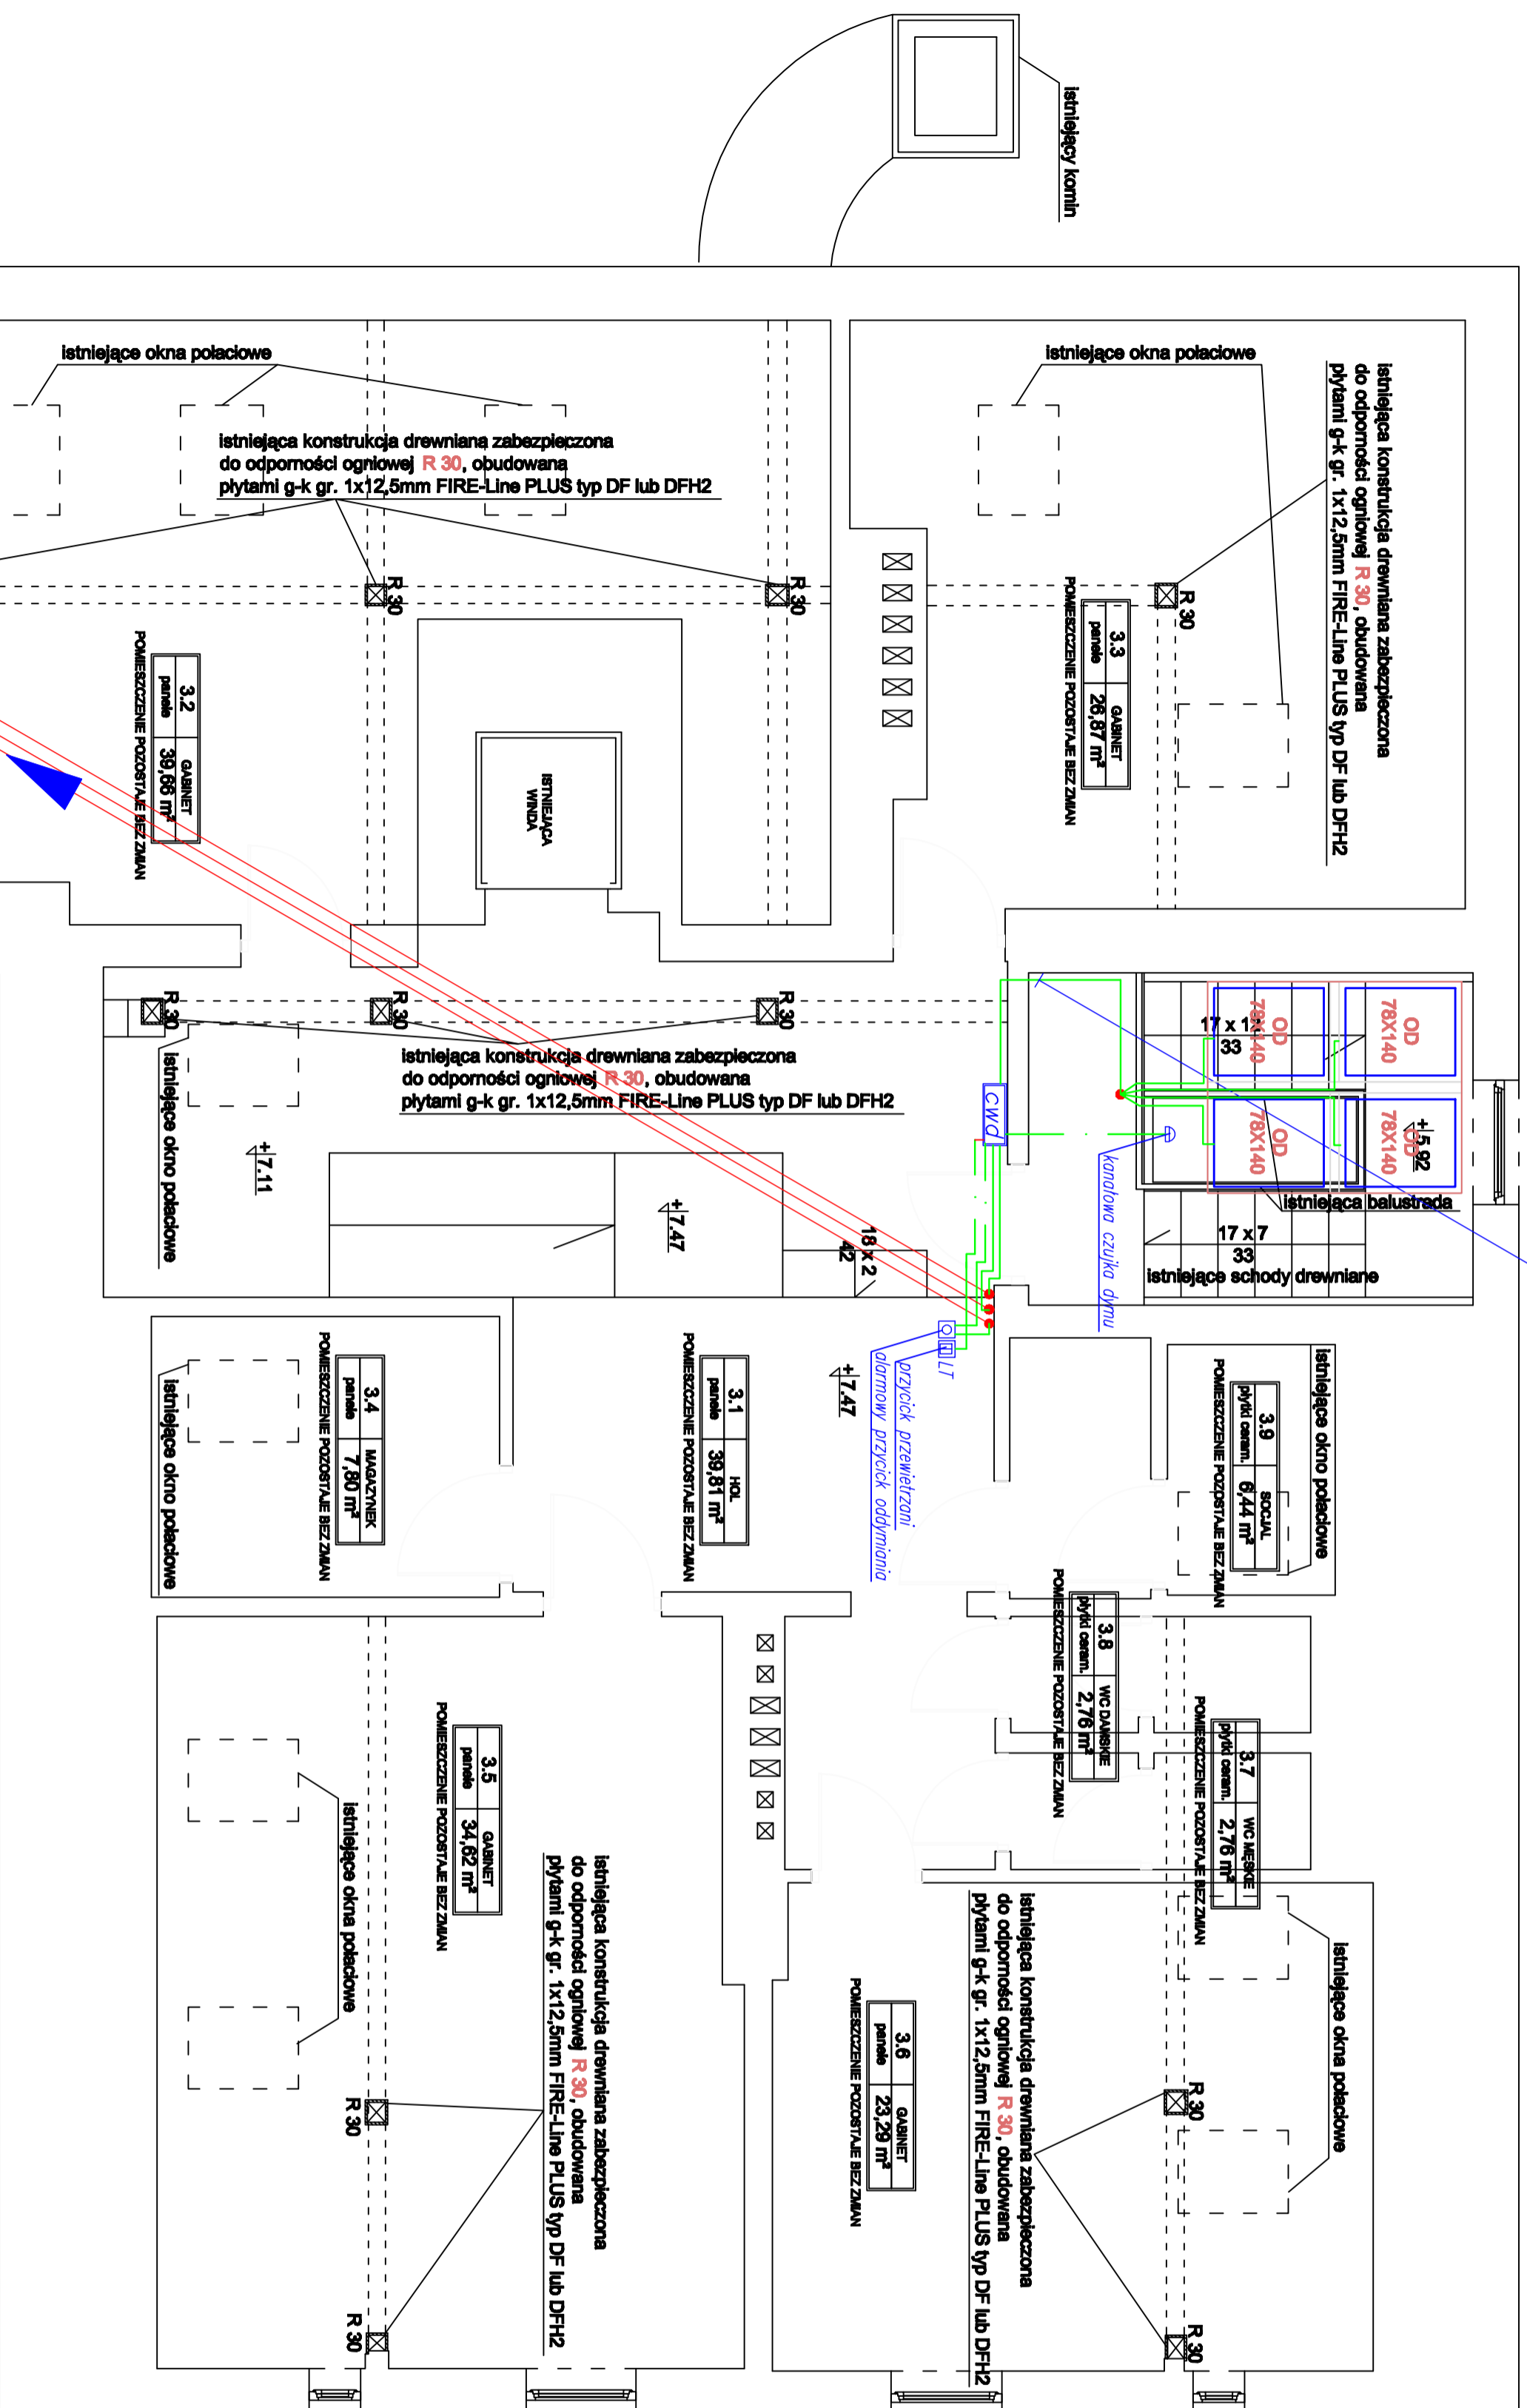 istniejący komin
istniejące okna połaciowe
istniejąca konstrukcja drewniana zabezpieczona
do odporności ogniowej R 30, obudowana
płytami g-k gr. 1x12,5mm FIRE-Line PLUS typ DF lub DFH2
R 30
R 30
3.2 GABINET
panele 39,66 m²
POMIESZCZENIE POZOSTAJE BEZ ZMIAN
ISTNIEJĄCA
WINDA
istniejące okna połaciowe
istniejąca konstrukcja drewniana zabezpieczona
do odporności ogniowej R 30, obudowana
płytami g-k gr. 1x12,5mm FIRE-Line PLUS typ DF lub DFH2
R 30
3.3 GABINET
panele 26,87 m²
POMIESZCZENIE POZOSTAJE BEZ ZMIAN
R 30
R 30
R 30
istniejąca konstrukcja drewniana zabezpieczona
do odporności ogniowej R 30, obudowana
płytami g-k gr. 1x12,5mm FIRE-Line PLUS typ DF lub DFH2
istniejące okno połaciowe
+7.11
+7.47
18 x 2
42
cwd
OD
78X140
OD
78X140
OD
78X140
OD
78X140
17 x 1
33
+5.92
istniejąca balustrada
17 x 7
33
istniejące schody drewniane
kanałowa czujka dymu
LT
przycick przewietrzani
alarmowy przycick oddymiania
+7.47
3.1 HOL
panele 39,81 m²
POMIESZCZENIE POZOSTAJE BEZ ZMIAN
3.4 MAGAZYNEK
panele 7,80 m²
POMIESZCZENIE POZOSTAJE BEZ ZMIAN
istniejące okno połaciowe
istniejące okno połaciowe
3.9 SOCJAL
płytki ceram. 6,44 m²
POMIESZCZENIE POZOSTAJE BEZ ZMIAN
3.8 WC DAMSKIE
płytki ceram. 2,76 m²
POMIESZCZENIE POZOSTAJE BEZ ZMIAN
3.7 WC MĘSKIE
płytki ceram. 2,76 m²
POMIESZCZENIE POZOSTAJE BEZ ZMIAN
3.5 GABINET
panele 34,62 m²
POMIESZCZENIE POZOSTAJE BEZ ZMIAN
istniejące okna połaciowe
istniejąca konstrukcja drewniana zabezpieczona
do odporności ogniowej R 30, obudowana
płytami g-k gr. 1x12,5mm FIRE-Line PLUS typ DF lub DFH2
R 30
R 30
3.6 GABINET
panele 23,29 m²
POMIESZCZENIE POZOSTAJE BEZ ZMIAN
istniejąca konstrukcja drewniana zabezpieczona
do odporności ogniowej R 30, obudowana
płytami g-k gr. 1x12,5mm FIRE-Line PLUS typ DF lub DFH2
istniejące okna połaciowe
R 30
R 30